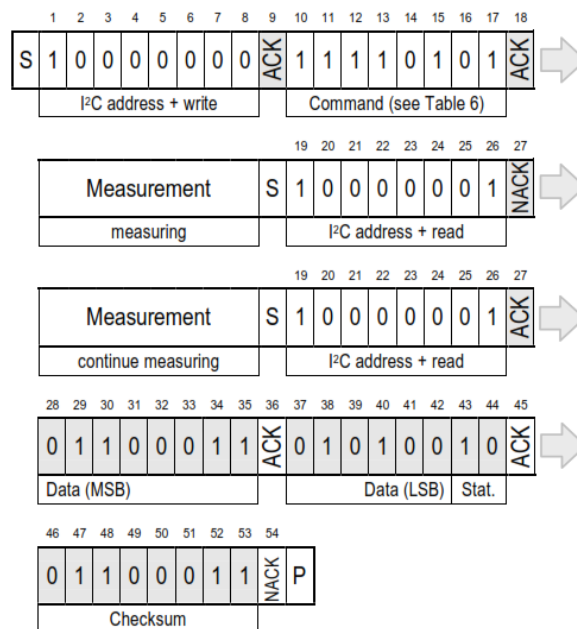 1 2 3 4 5 6 7 8 9 10 11 12 13 14 15 16 17 18
S 1 0 0 0 0 0 0 0 ACK 1 1 1 1 0 1 0 1 ACK
I²C address + write Command (see Table 6)
19 20 21 22 23 24 25 26 27
Measurement S 1 0 0 0 0 0 0 1 NACK
measuring I²C address + read
19 20 21 22 23 24 25 26 27
Measurement S 1 0 0 0 0 0 0 1 ACK
continue measuring I²C address + read
28 29 30 31 32 33 34 35 36 37 38 39 40 41 42 43 44 45
0 1 1 0 0 0 1 1 ACK 0 1 0 1 0 0 1 0 ACK
Data (MSB) Data (LSB) Stat.
46 47 48 49 50 51 52 53 54
0 1 1 0 0 0 1 1 NACK P
Checksum